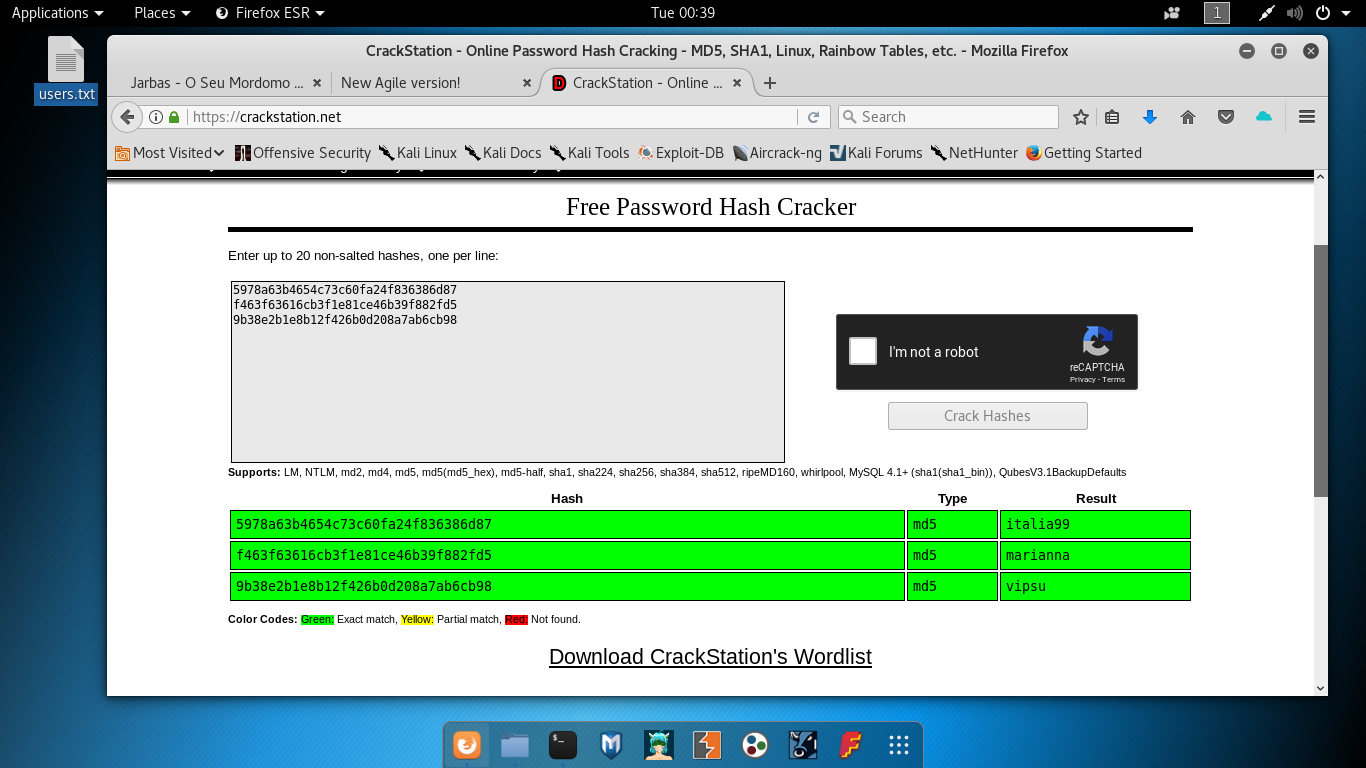 Applications Places Firefox ESR Tue 00:39 1
users.txt
CrackStation - Online Password Hash Cracking - MD5, SHA1, Linux, Rainbow Tables, etc. - Mozilla Firefox
Jarbas - O Seu Mordomo ... New Agile version! CrackStation - Online ...
https://crackstation.net Search
Most Visited Offensive Security Kali Linux Kali Docs Kali Tools Exploit-DB Aircrack-ng Kali Forums NetHunter Getting Started
Free Password Hash Cracker
Enter up to 20 non-salted hashes, one per line:
5978a63b4654c73c60fa24f836386d87
f463f63616cb3f1e81ce46b39f882fd5
9b38e2b1e8b12f426b0d208a7ab6cb98
I'm not a robot
reCAPTCHA
Privacy - Terms
Crack Hashes
Supports: LM, NTLM, md2, md4, md5, md5(md5_hex), md5-half, sha1, sha224, sha256, sha384, sha512, ripeMD160, whirlpool, MySQL 4.1+ (sha1(sha1_bin)), QubesV3.1BackupDefaults
Hash Type Result
5978a63b4654c73c60fa24f836386d87 md5 italia99
f463f63616cb3f1e81ce46b39f882fd5 md5 marianna
9b38e2b1e8b12f426b0d208a7ab6cb98 md5 vipsu
Color Codes: Green: Exact match, Yellow: Partial match, Red: Not found.
Download CrackStation's Wordlist